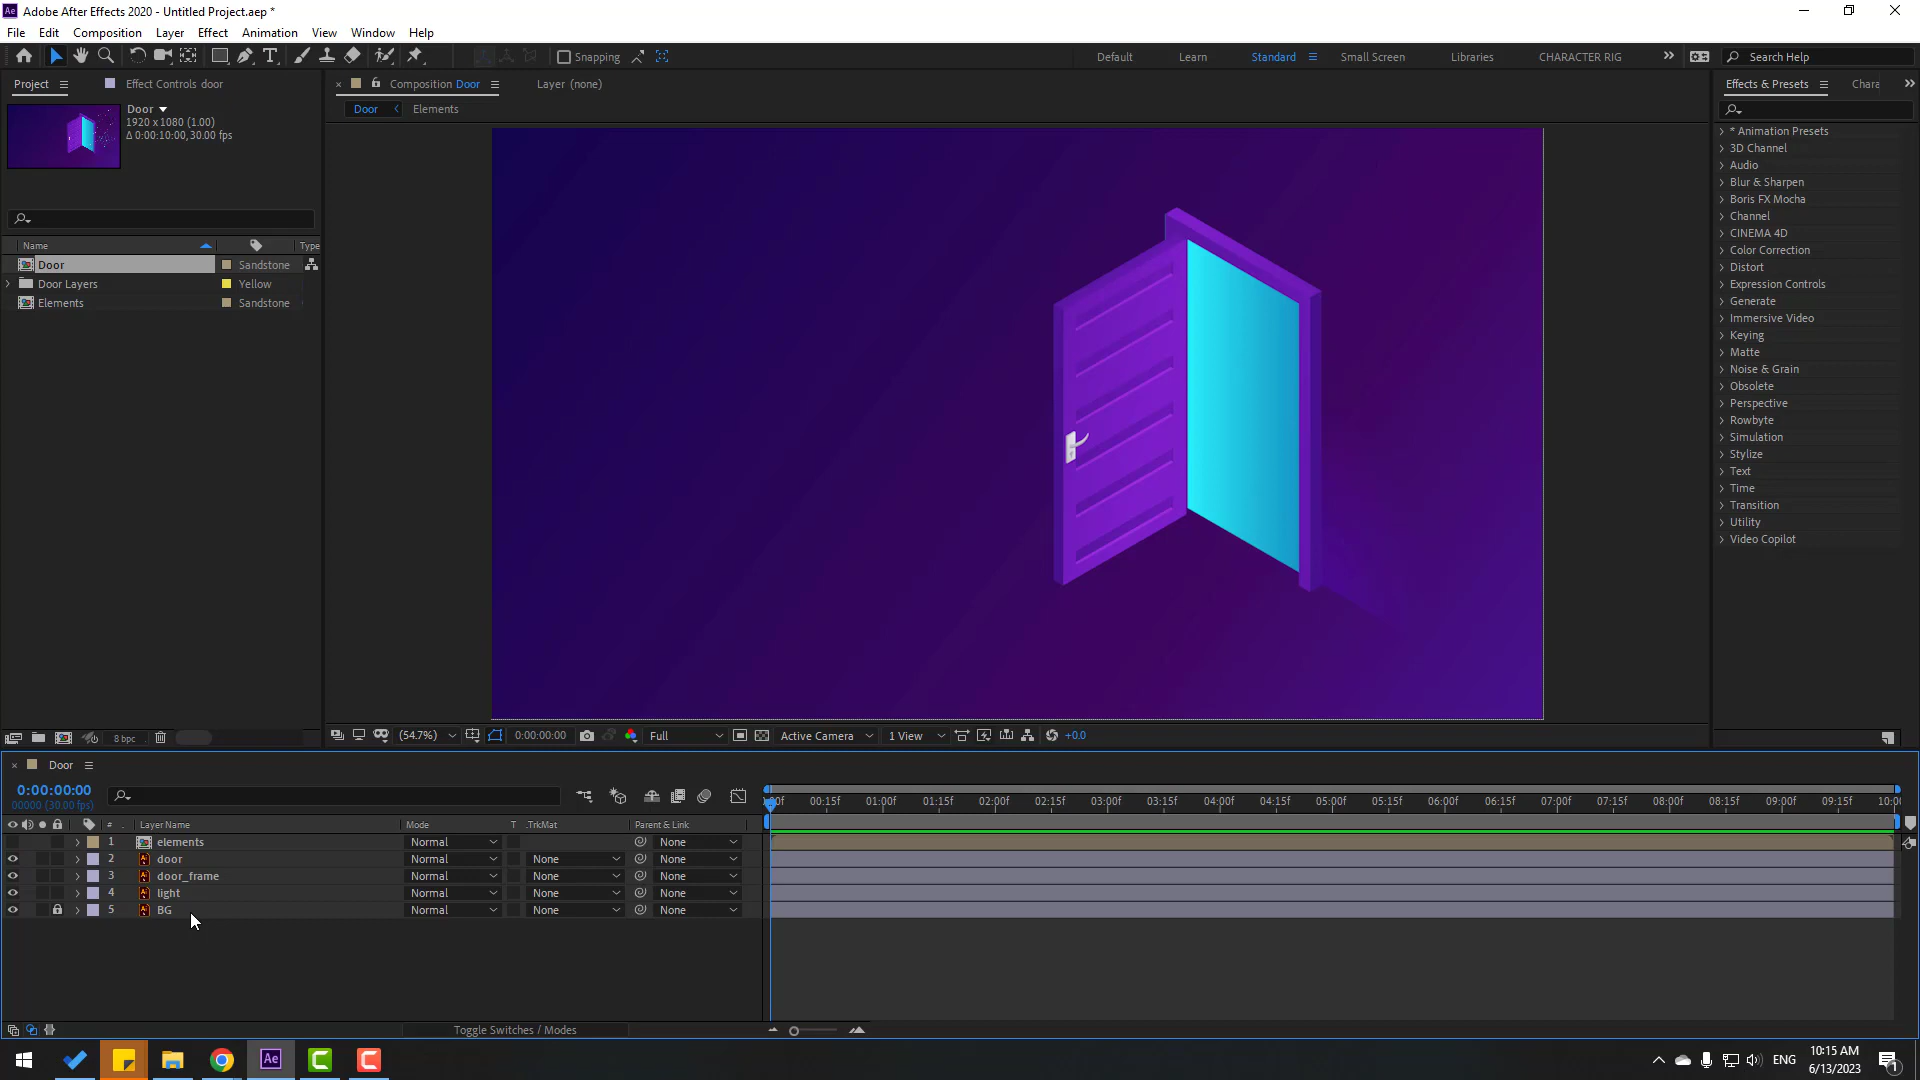 Adobe After Effects 2020 - Untitled Project.aep *
File Edit Composition Layer Effect Animation View Window Help
Snapping Default Learn Standard Small Screen Libraries CHARACTER RIG Search Help
Project Effect Controls door Composition Door Layer (none) Effects & Presets Chara
Door Elements
Door
1920 x 1080 (1.00)
Δ 0:00:10:00, 30.00 fps
Name Type
Door Sandstone
Door Layers Yellow
Elements Sandstone
* Animation Presets
3D Channel
Audio
Blur & Sharpen
Boris FX Mocha
Channel
CINEMA 4D
Color Correction
Distort
Expression Controls
Generate
Immersive Video
Keying
Matte
Noise & Grain
Obsolete
Perspective
Rowbyte
Simulation
Stylize
Text
Time
Transition
Utility
Video Copilot
8 bpc (54.7%) 0:00:00:00 Full Active Camera 1 View +0.0
Door
0:00:00:00
00000 (30.00 fps)
:00f 00:15f 01:00f 01:15f 02:00f 02:15f 03:00f 03:15f 04:00f 04:15f 05:00f 05:15f 06:00f 06:15f 07:00f 07:15f 08:00f 08:15f 09:00f 09:15f 10:00
# Layer Name Mode T .TrkMat Parent & Link
1 elements Normal None
2 door Normal None None
3 door_frame Normal None None
4 light Normal None None
5 BG Normal None None
Toggle Switches / Modes
ENG 10:15 AM
6/13/2023
1